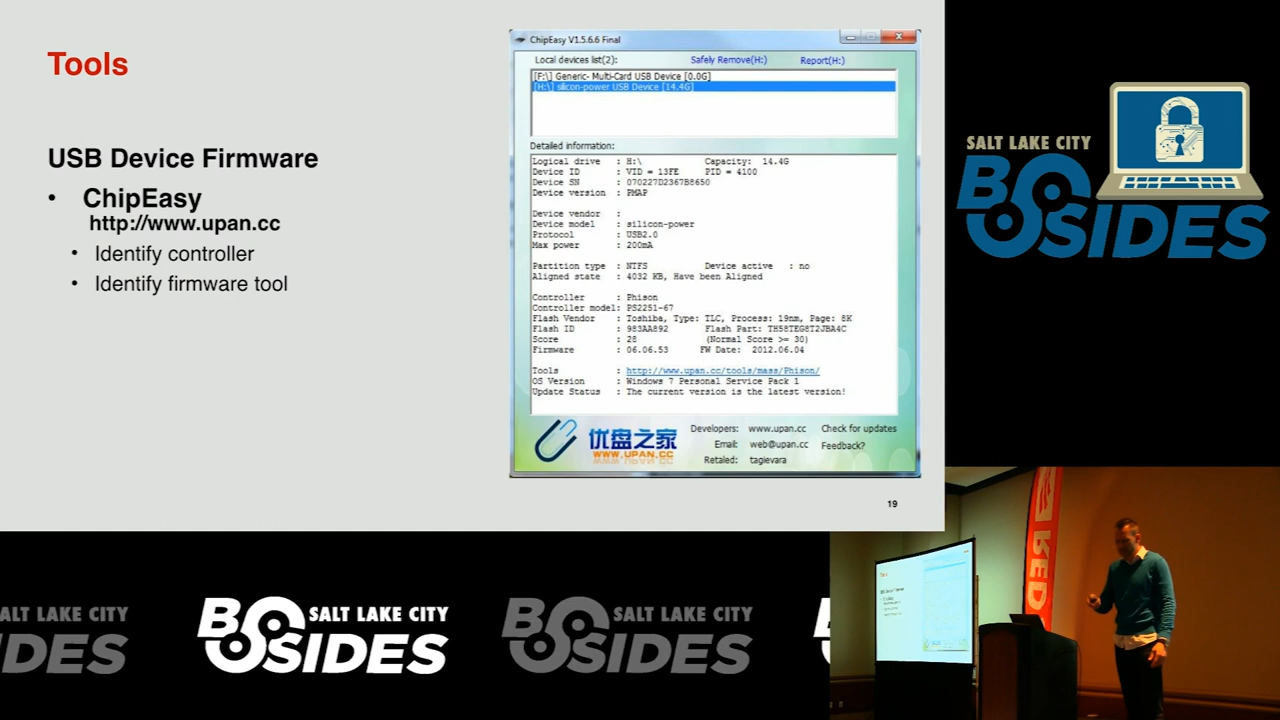 Tools
USB Device Firmware
• ChipEasy
http://www.upan.cc
• Identify controller
• Identify firmware tool
ChipEasy V1.5.6.6 Final
Local devices list(2): Safely Remove(H:) Report(H:)
[F:\] Generic- Multi-Card USB Device [0.0G]
[H:\] silicon-power USB Device [14.4G]
Detailed information:
Logical drive : H:\ Capacity: 14.4G
Device ID : VID = 13FE PID = 4100
Device SN : 070227D2367B8650
Device version : PMAP
Device vendor :
Device model : silicon-power
Protocol : USB2.0
Max power : 200mA
Partition type : NTFS Device active : no
Aligned state : 4032 KB, Have been Aligned
Controller : Phison
Controller model: PS2251-67
Flash Vendor : Toshiba, Type: TLC, Process: 19nm, Page: 8K
Flash ID : 983AA892 Flash Part: TH58TEG8T2JBA4C
Score : 28 (Normal Score >= 30)
Firmware : 06.06.53 FW Date: 2012.06.04
Tools : http://www.upan.cc/tools/mass/Phison/
OS Version : Windows 7 Personal Service Pack 1
Update Status : The current version is the latest version!
优盘之家
WWW.UPAN.CC
Developers: www.upan.cc Check for updates
Email: web@upan.cc Feedback?
Retaled: tagievara
19
SALT LAKE CITY
BSIDES
ALT LAKE CITY
DES
BSIDES SALT LAKE CITY
BSIDES SALT LAKE CITY
B
RED